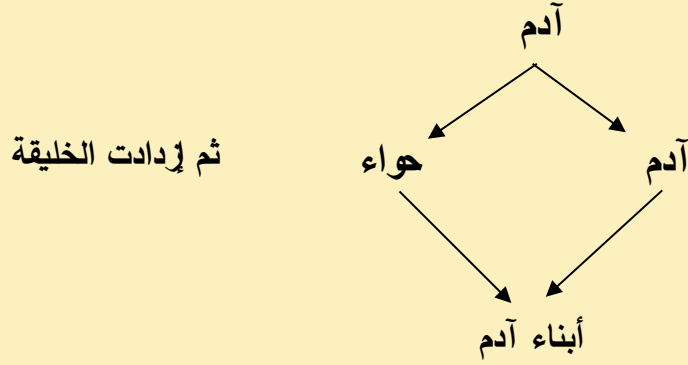 آدم
آدم
حواء
ثم إزدادت الخليقة
أبناء آدم